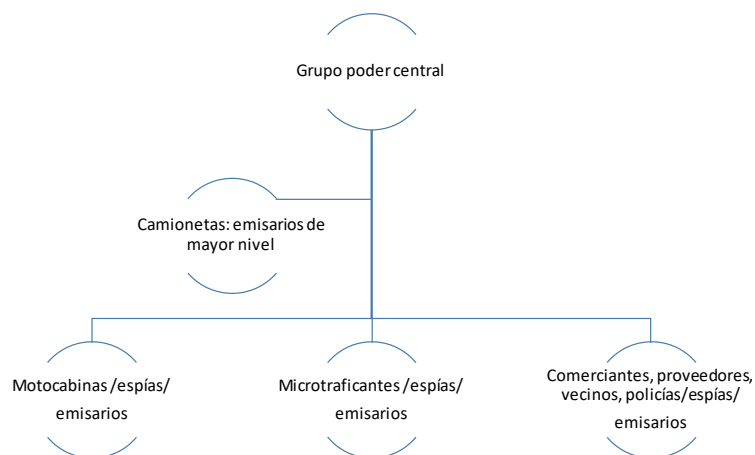 Grupo poder central
Camionetas: emisarios de
mayor nivel
Motocabinas /espías/
emisarios
Microtraficantes /espías/
emisarios
Comerciantes, proveedores,
vecinos, policías/espías/
emisarios